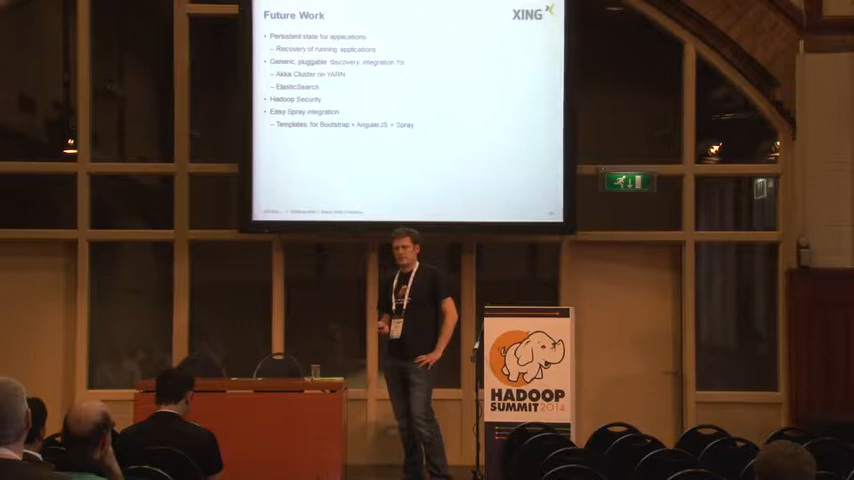 Future Work
XING
• Persistent state for applications
– Recovery of running applications
• Generic, pluggable discovery integration for
– Akka Cluster on YARN
– ElasticSearch
• Hadoop Security
• Easy Spray integration
– Templates for Bootstrap + AngularJS + Spray
HADOOP
SUMMIT 2014